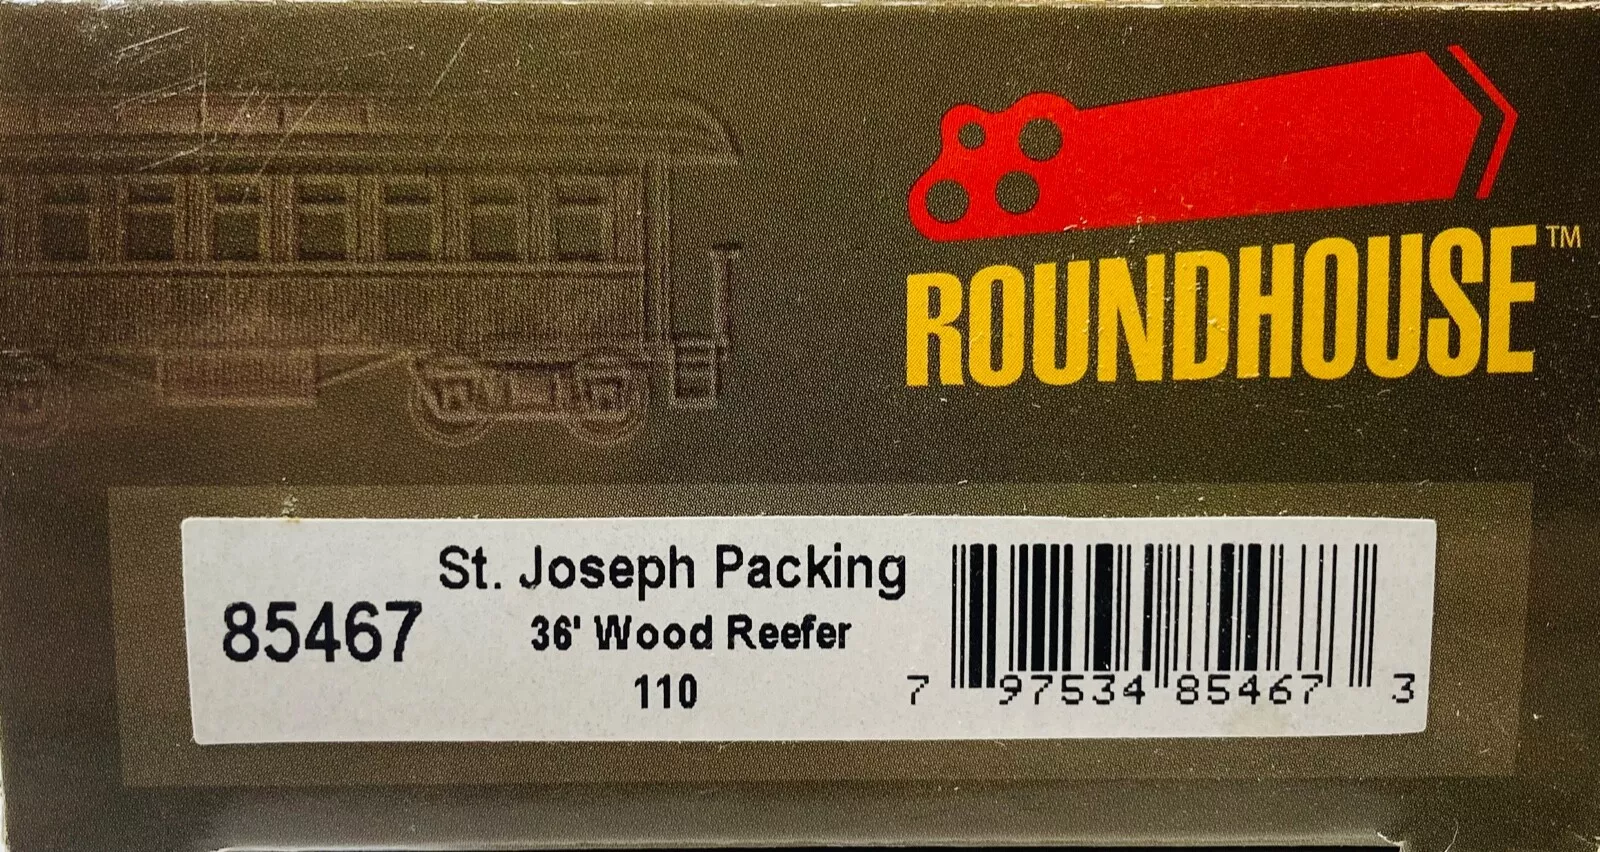 ROUNDHOUSE™
85467
St. Joseph Packing
36' Wood Reefer
110
7 97534 85467 3